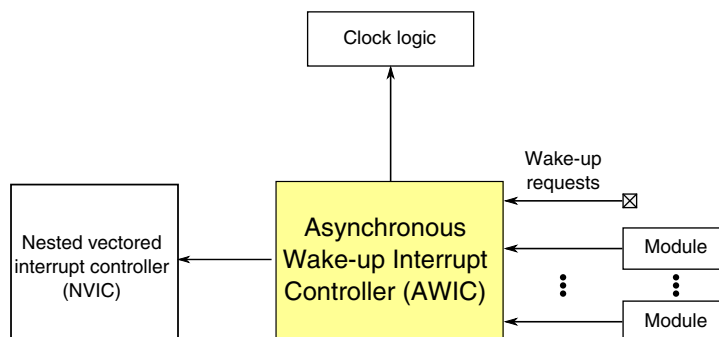 Clock logic
Wake-up
requests
Nested vectored
interrupt controller
(NVIC)
Asynchronous
Wake-up Interrupt
Controller (AWIC)
Module
Module